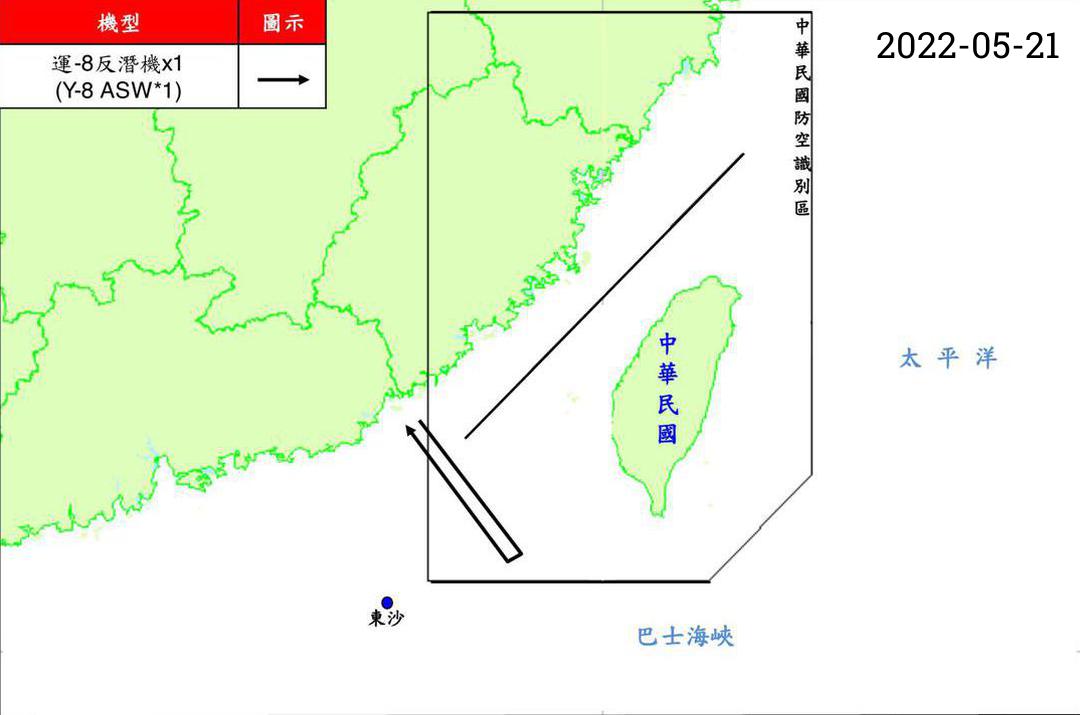 機型
圖示
運-8反潛機x1
(Y-8 ASW*1)
2022-05-21
中華民國防空識別區
中華民國
太平洋
東沙
巴士海峽